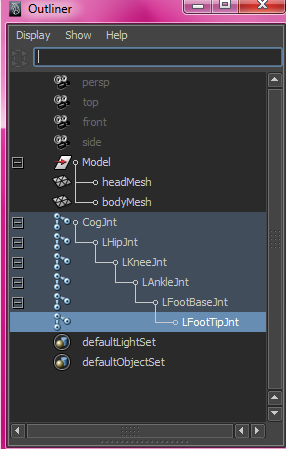 Outliner
Display Show Help
persp
top
front
side
Model
headMesh
bodyMesh
CogJnt
LHipJnt
LKneeJnt
LAnkleJnt
LFootBaseJnt
LFootTipJnt
defaultLightSet
defaultObjectSet